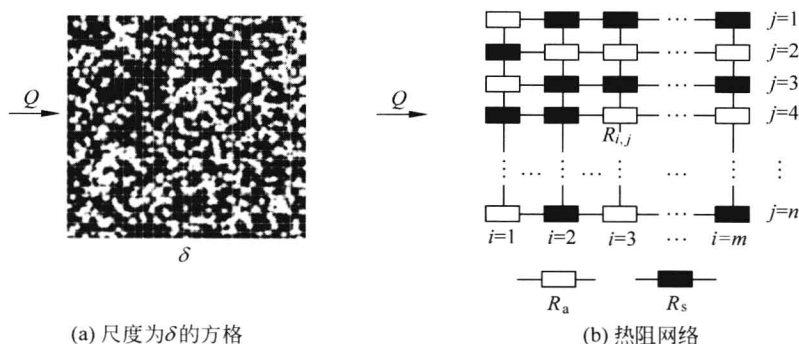 Q
δ
(a) 尺度为δ的方格
Q
j=1
j=2
j=3
j=4
R_{i,j}
j=n
i=1 i=2 i=3 ··· i=m
R_a R_s
(b) 热阻网络